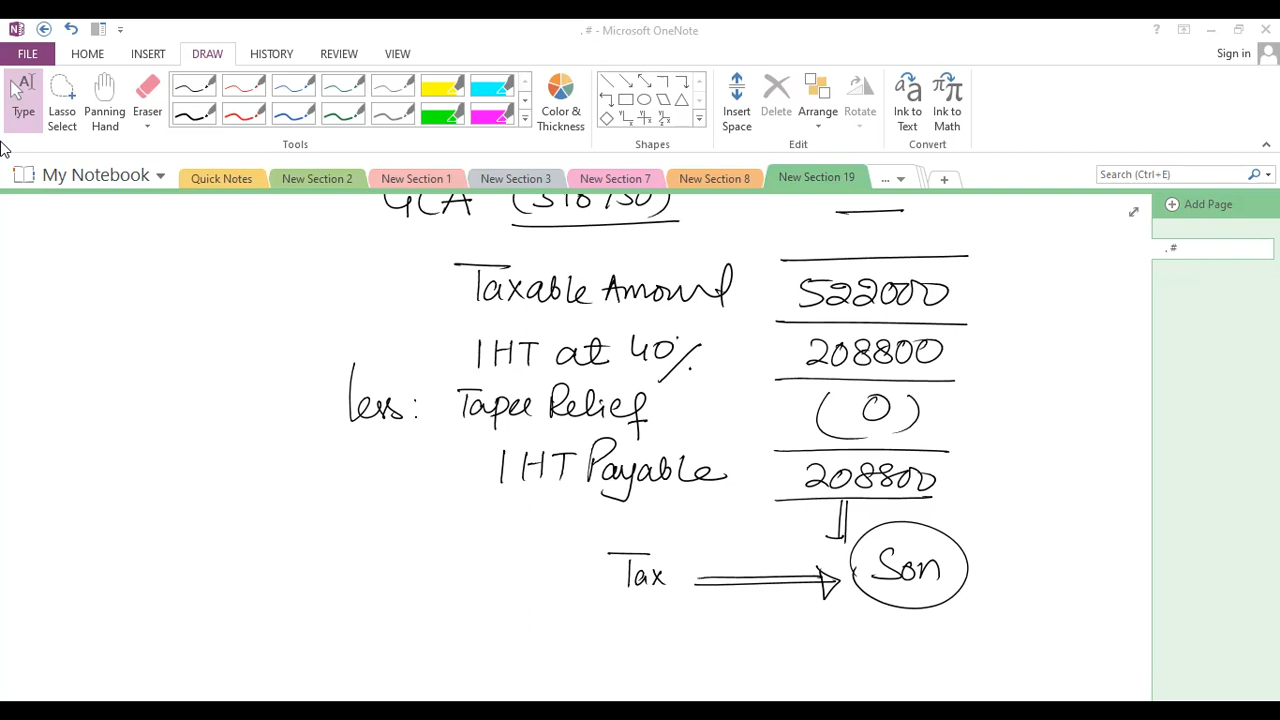 , # - Microsoft OneNote
Sign in
FILE HOME INSERT DRAW HISTORY REVIEW VIEW
Type
Lasso Select
Panning Hand
Eraser
Color & Thickness
Insert Space
Delete
Arrange
Rotate
Ink to Text
Ink to Math
Tools Shapes Edit Convert
My Notebook Quick Notes New Section 2 New Section 1 New Section 3 New Section 7 New Section 8 New Section 19 ... Search (Ctrl+E)
Add Page
, #
Taxable Amount 522000
IHT at 40% 208800
less: Taper Relief (0)
IHT Payable 208800
Tax Son